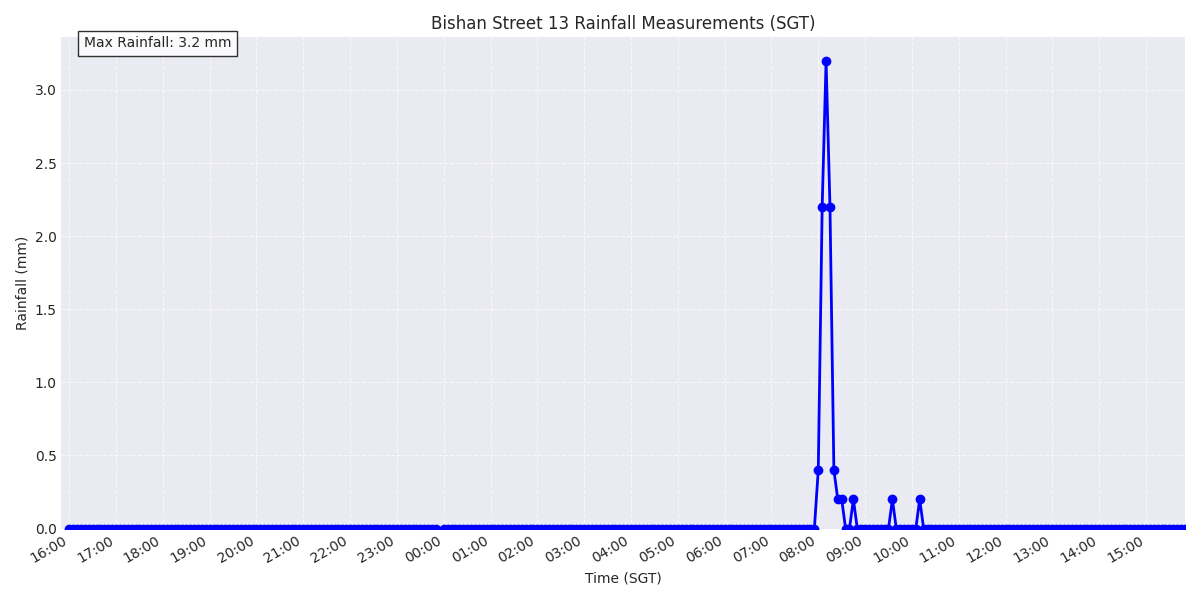 Bishan Street 13 Rainfall Measurements (SGT)
Max Rainfall: 3.2 mm
Rainfall (mm)
3.0
2.5
2.0
1.5
1.0
0.5
0.0
16:00 17:00 18:00 19:00 20:00 21:00 22:00 23:00 00:00 01:00 02:00 03:00 04:00 05:00 06:00 07:00 08:00 09:00 10:00 11:00 12:00 13:00 14:00 15:00
Time (SGT)